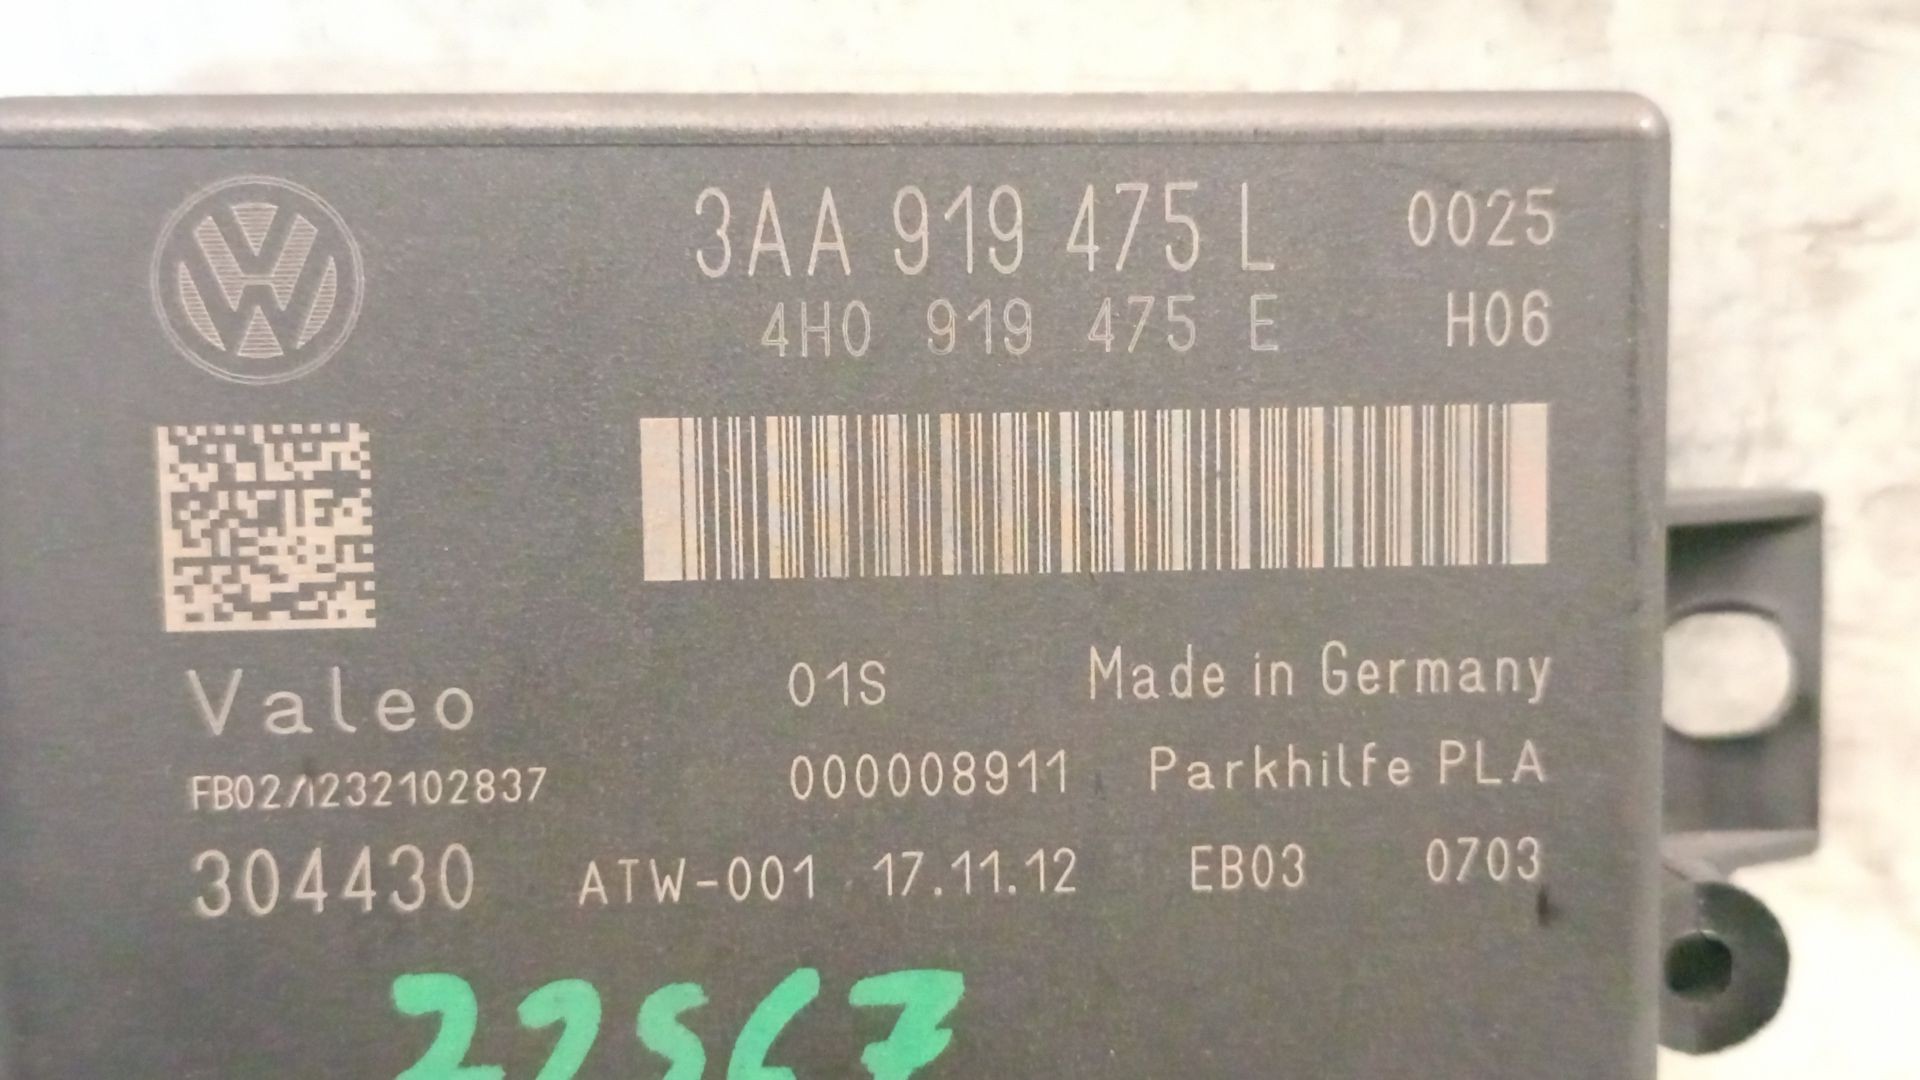 3AA 919 475 L 0025
4H0 919 475 E H06
Valeo 01S Made in Germany
FB02/1232102837 000008911 Parkhilfe PLA
304430 ATW-001 17.11.12 EB03 0703